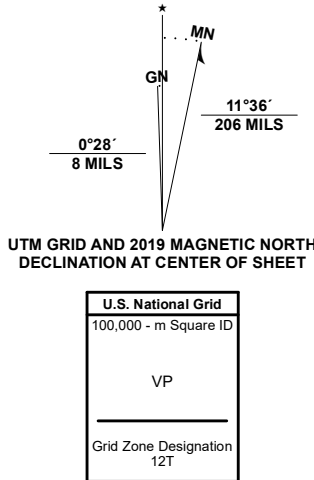 ★
MN
GN
11°36´
206 MILS
0°28´
8 MILS
UTM GRID AND 2019 MAGNETIC NORTH
DECLINATION AT CENTER OF SHEET
U.S. National Grid
100,000 - m Square ID
VP
Grid Zone Designation
12T